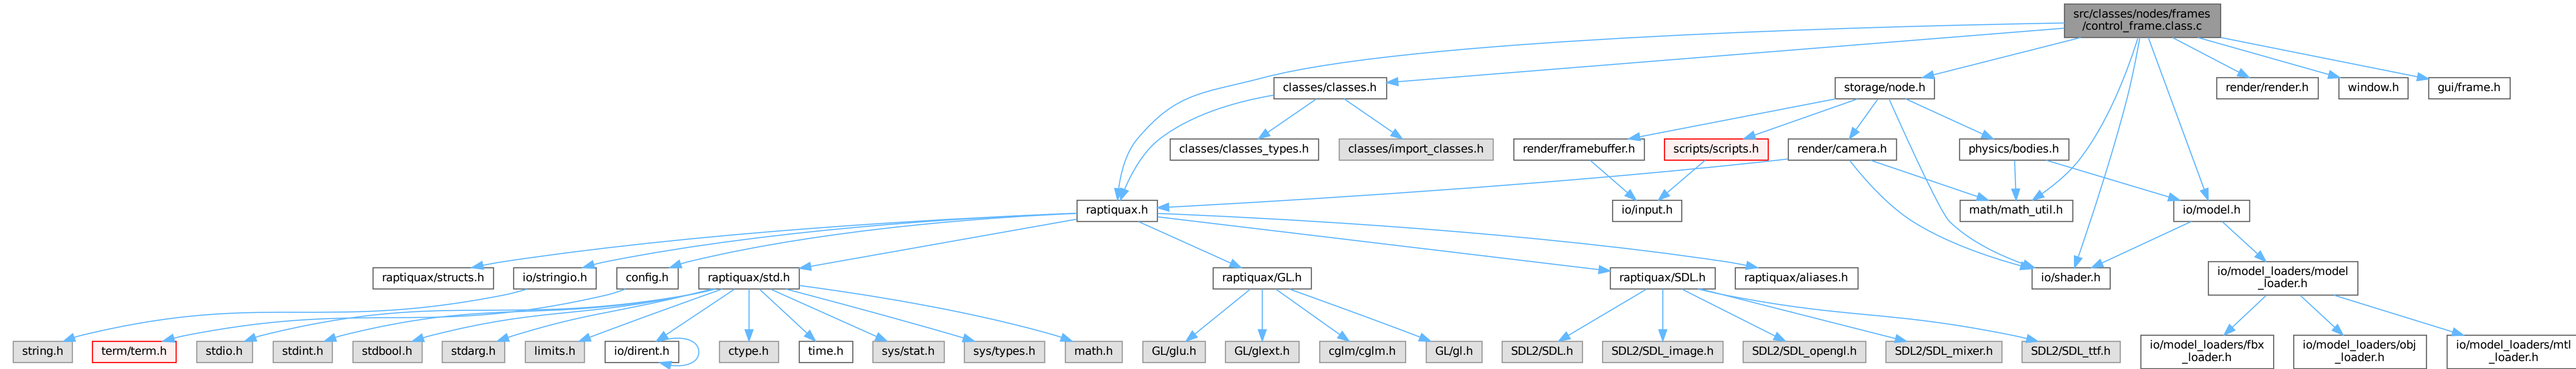 src/classes/nodes/frames
/control_frame.class.c
classes/classes.h
storage/node.h
render/render.h
window.h
gui/frame.h
classes/classes_types.h
classes/import_classes.h
render/framebuffer.h
scripts/scripts.h
render/camera.h
physics/bodies.h
raptiquax.h
io/input.h
math/math_util.h
io/model.h
raptiquax/structs.h
io/stringio.h
config.h
raptiquax/std.h
raptiquax/GL.h
raptiquax/SDL.h
raptiquax/aliases.h
io/shader.h
io/model_loaders/model
_loader.h
string.h
term/term.h
stdio.h
stdint.h
stdbool.h
stdarg.h
limits.h
io/dirent.h
ctype.h
time.h
sys/stat.h
sys/types.h
math.h
GL/glu.h
GL/glext.h
cglm/cglm.h
GL/gl.h
SDL2/SDL.h
SDL2/SDL_image.h
SDL2/SDL_opengl.h
SDL2/SDL_mixer.h
SDL2/SDL_ttf.h
io/model_loaders/fbx
_loader.h
io/model_loaders/obj
_loader.h
io/model_loaders/mtl
_loader.h